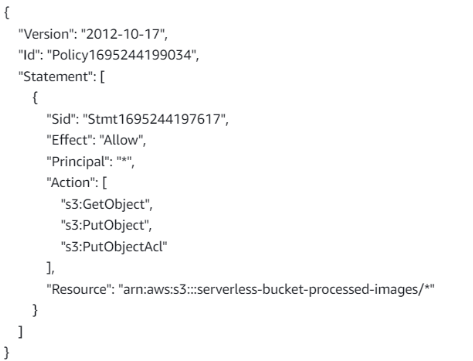 {
"Version": "2012-10-17",
"Id": "Policy1695244199034",
"Statement": [
{
"Sid": "Stmt1695244197617",
"Effect": "Allow",
"Principal": "*",
"Action": [
"s3:GetObject",
"s3:PutObject",
"s3:PutObjectAcl"
],
"Resource": "arn:aws:s3:::serverless-bucket-processed-images/*"
}
]
}